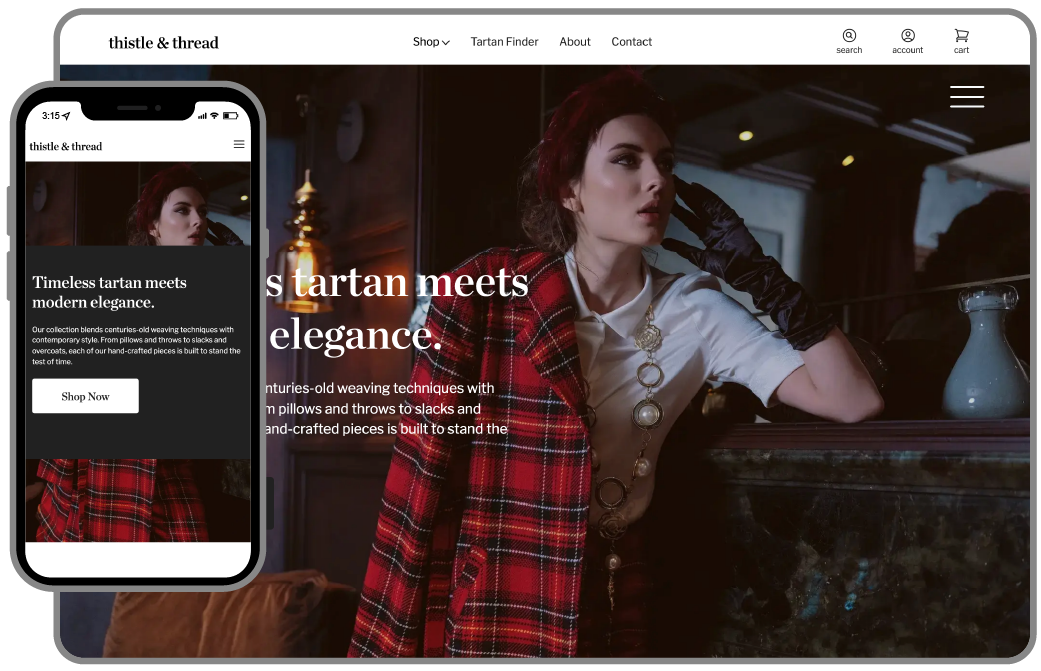 thistle & thread
Shop
Tartan Finder
About
Contact
search
account
cart
s tartan meets
elegance.
nturies-old weaving techniques with
m pillows and throws to slacks and
and-crafted pieces is built to stand the
3:15
thistle & thread
Timeless tartan meets
modern elegance.
Our collection blends centuries-old weaving techniques with
contemporary style. From pillows and throws to slacks and
overcoats, each of our hand-crafted pieces is built to stand the
test of time.
Shop Now